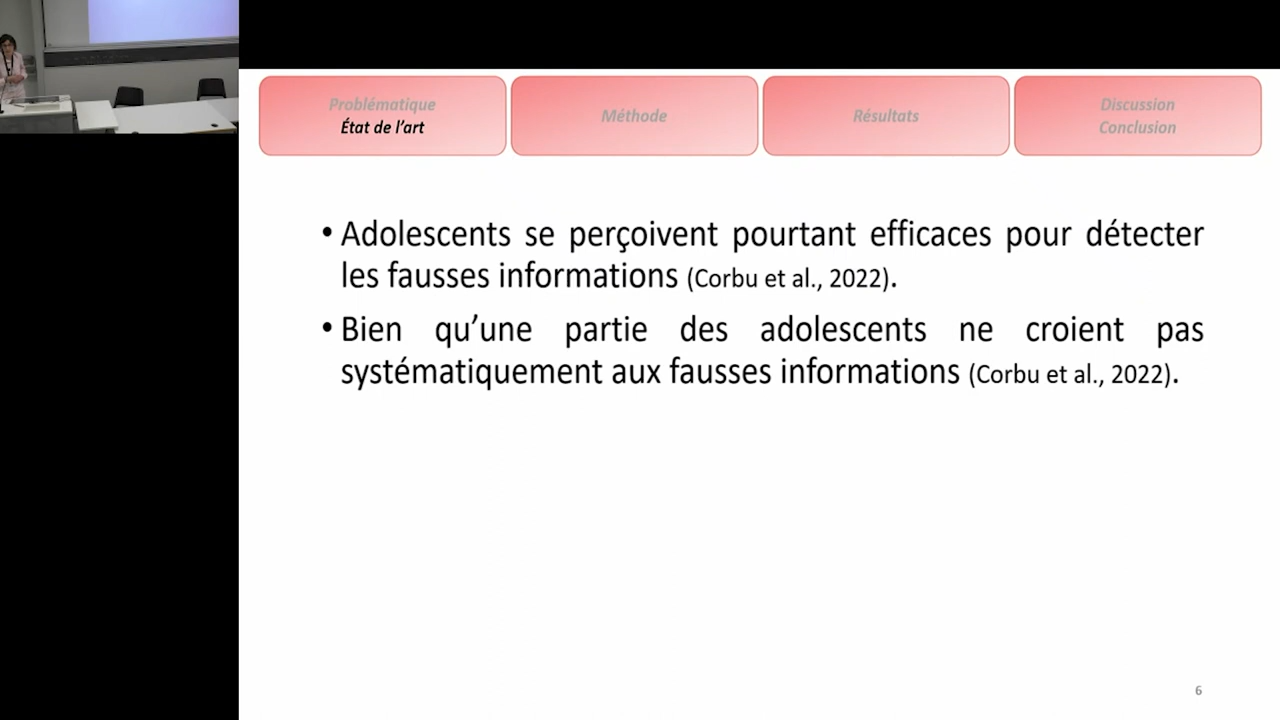 Problématique
État de l'art
Méthode
Résultats
Discussion
Conclusion
• Adolescents se perçoivent pourtant efficaces pour détecter
les fausses informations (Corbu et al., 2022).
• Bien qu'une partie des adolescents ne croient pas
systématiquement aux fausses informations (Corbu et al., 2022).
6